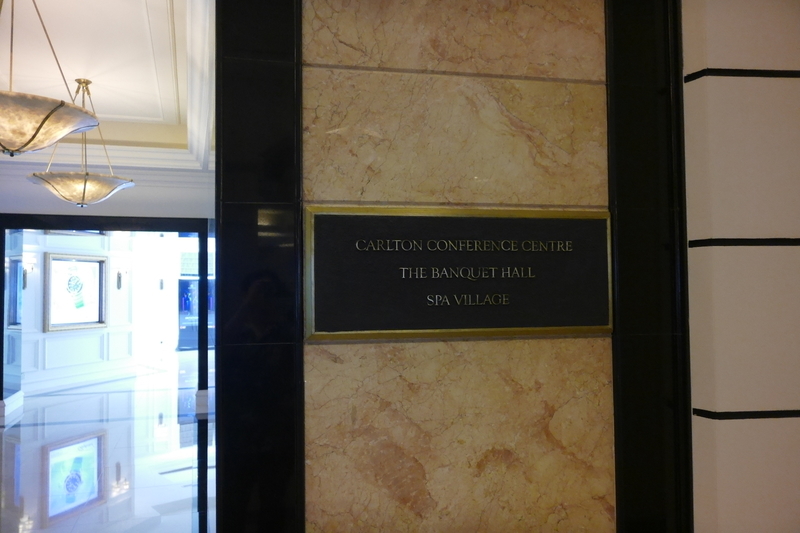 CARLTON CONFERENCE CENTRE
THE BANQUET HALL
SPA VILLAGE